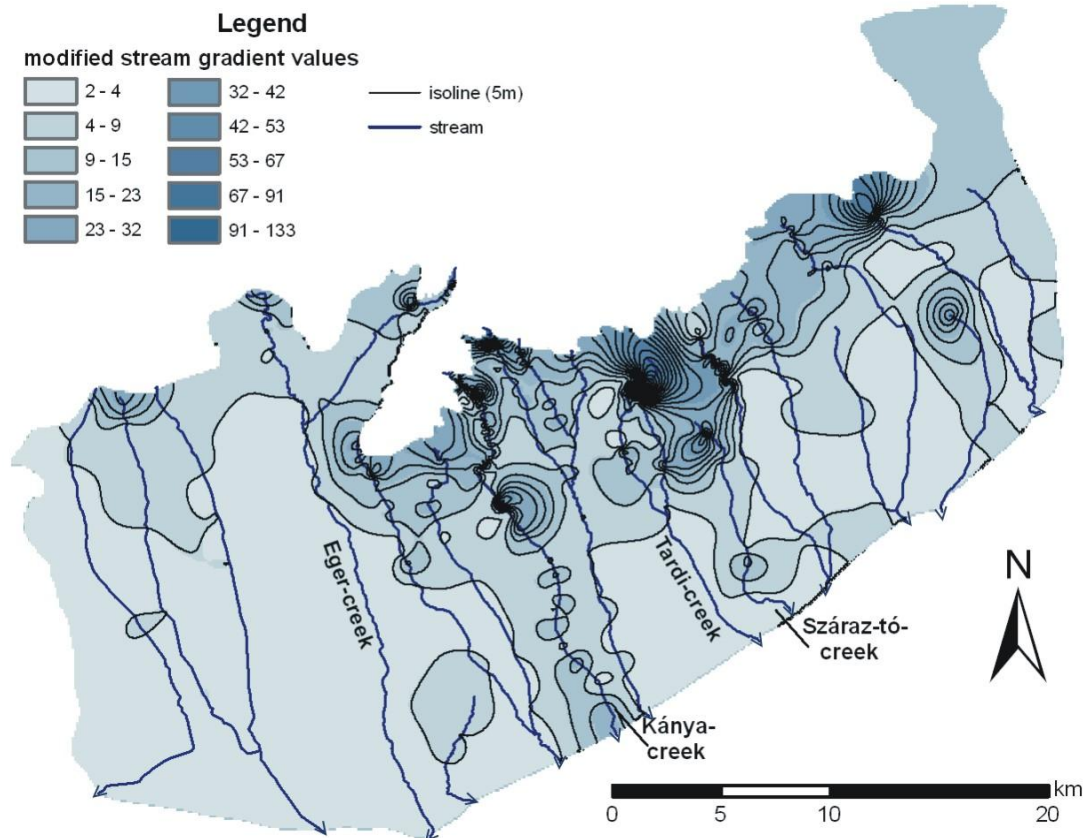 Legend
modified stream gradient values
2 - 4
4 - 9
9 - 15
15 - 23
23 - 32
32 - 42
42 - 53
53 - 67
67 - 91
91 - 133
isoline (5m)
stream
Eger-creek
Tardi-creek
Száraz-tó-
creek
Kánya-
creek
N
km
0 5 10 20